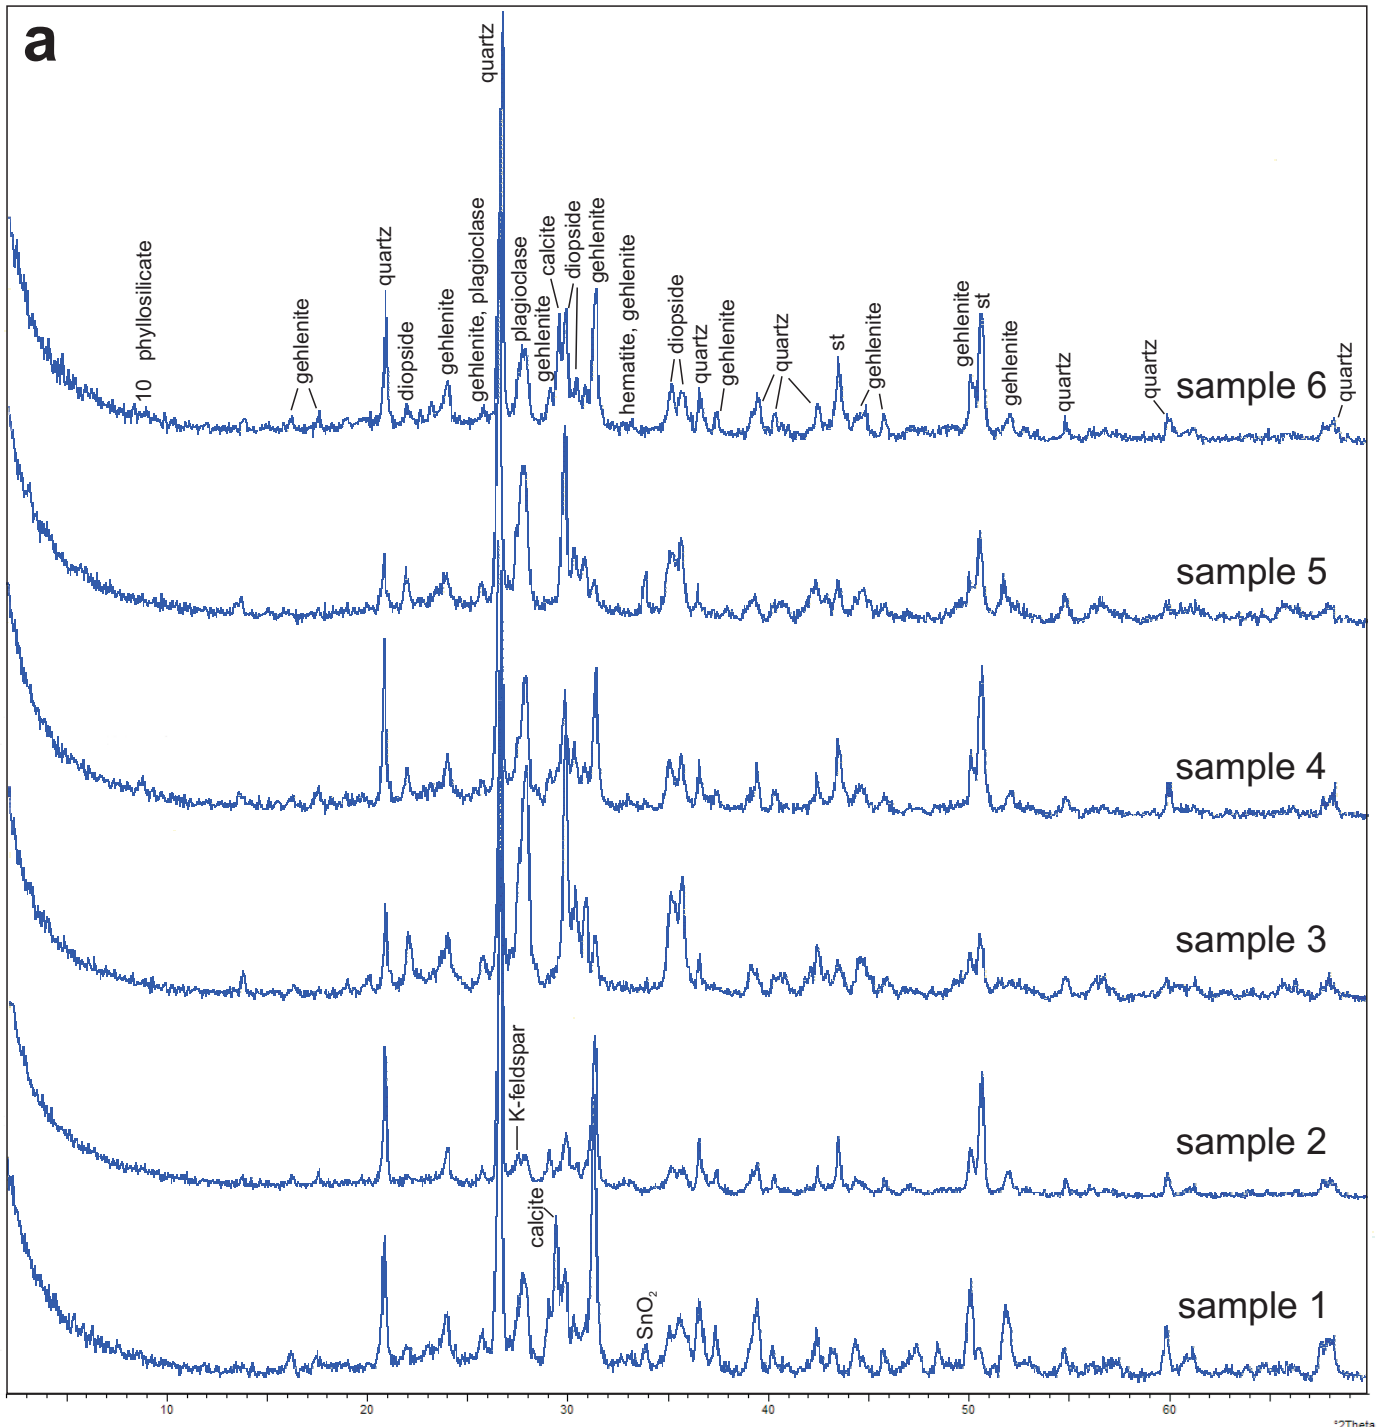 a
quartz
10 phyllosilicate
gehlenite
quartz
diopside
gehlenite
gehlenite, plagioclase
plagioclase
gehlenite
calcite
diopside
gehlenite
hematite, gehlenite
diopside
quartz
gehlenite
quartz
st
gehlenite
gehlenite
st
gehlenite
quartz
quartz
quartz
sample 6
sample 5
sample 4
sample 3
K-feldspar
sample 2
calcite
SnO₂
sample 1
10 20 30 40 50 60
°2Theta